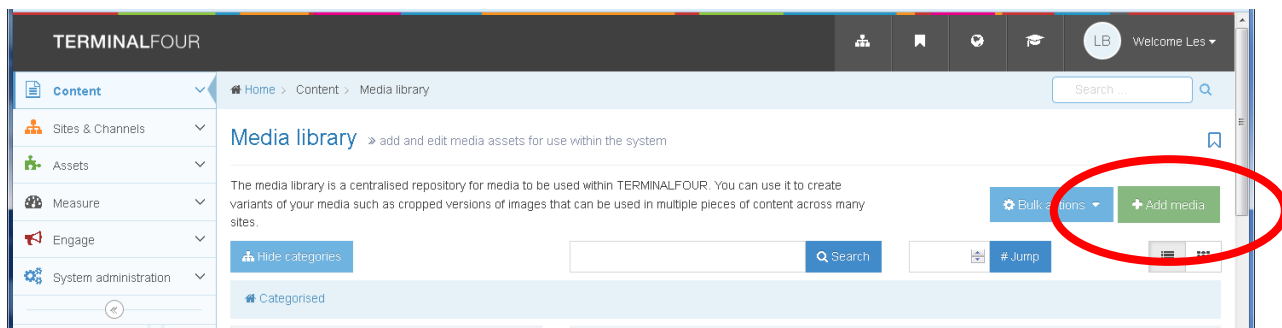 TERMINALFOUR
LB
Welcome Les
Content
Home > Content > Media library
Search ...
Sites & Channels
Media library » add and edit media assets for use within the system
Assets
The media library is a centralised repository for media to be used within TERMINALFOUR. You can use it to create
variants of your media such as cropped versions of images that can be used in multiple pieces of content across many
sites.
Measure
Bulk actions
Add media
Engage
Hide categories
Search
# Jump
System administration
Categorised